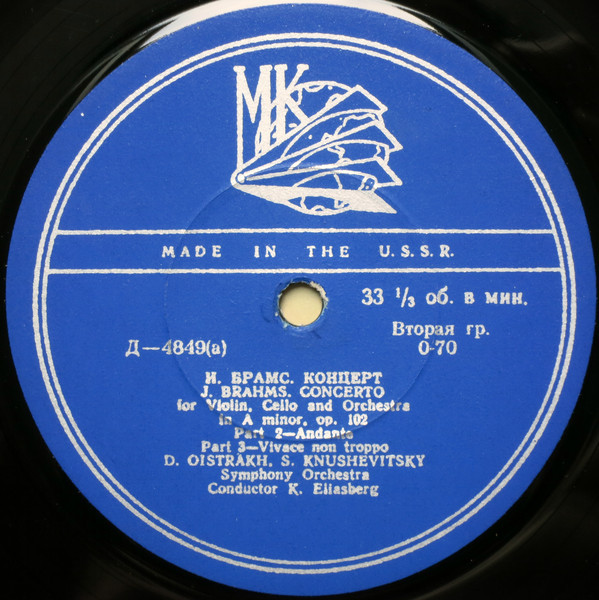 МК
MADE IN THE U.S.S.R.
33 1/3 об. в мин.
Вторая гр.
Д—4849(а)
0-70
И. БРАМС. КОНЦЕРТ
J. BRAHMS. CONCERTO
for Violin, Cello and Orchestra
in A minor, op. 102
Part 2—Andante
Part 3—Vivace non troppo
D. OISTRAKH, S. KNUSHEVITSKY
Symphony Orchestra
Conductor K. Eliasberg